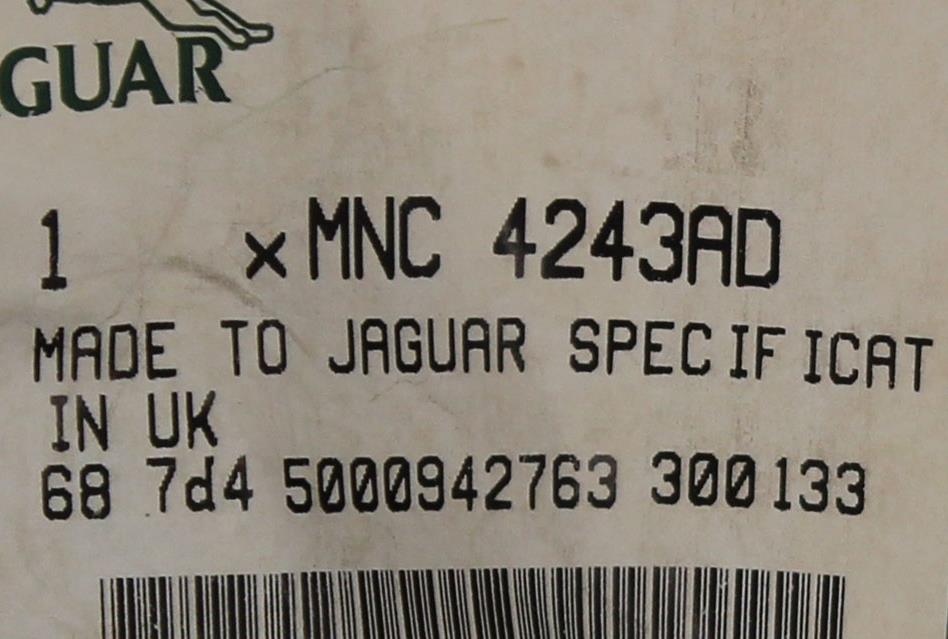 GUAR
1 x MNC 4243AD
MADE TO JAGUAR SPECIFICAT
IN UK
68 7d4 5000942763 300133